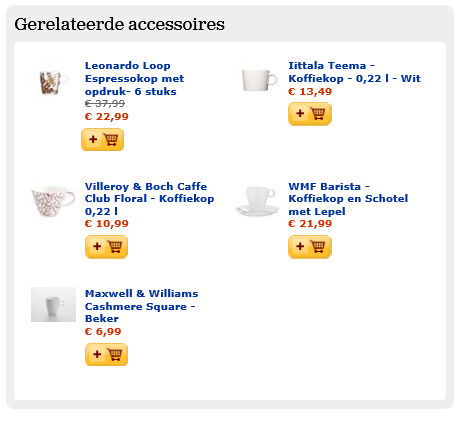 Gerelateerde accessoires
Leonardo Loop
Espressokop met
opdruk- 6 stuks
€ 37,99
€ 22,99
+
Iittala Teema -
Koffiekop - 0,22 l - Wit
€ 13,49
+
Villeroy & Boch Caffe
Club Floral - Koffiekop
0,22 l
€ 10,99
+
WMF Barista -
Koffiekop en Schotel
met Lepel
€ 21,99
+
Maxwell & Williams
Cashmere Square -
Beker
€ 6,99
+